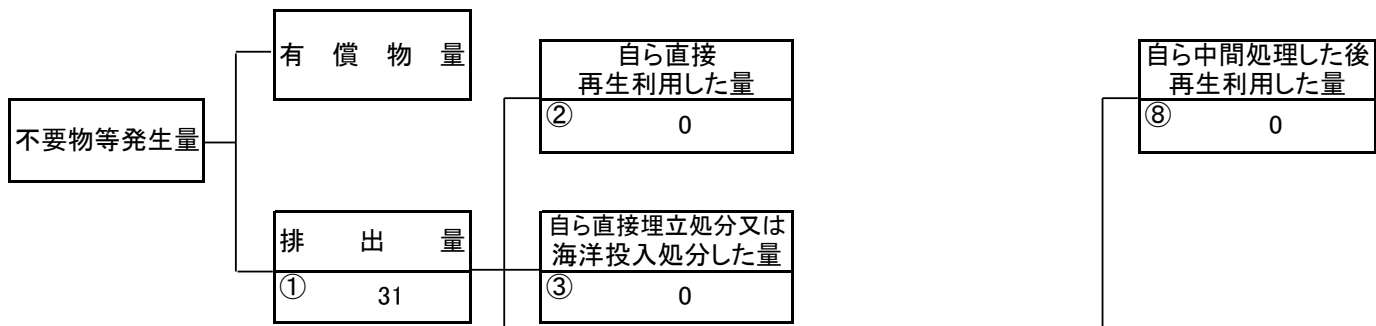 有償物量
自ら直接
再生利用した量
② 0
自ら中間処理した後
再生利用した量
⑧ 0
不要物等発生量
排出量
① 31
自ら直接埋立処分又は
海洋投入処分した量
③ 0